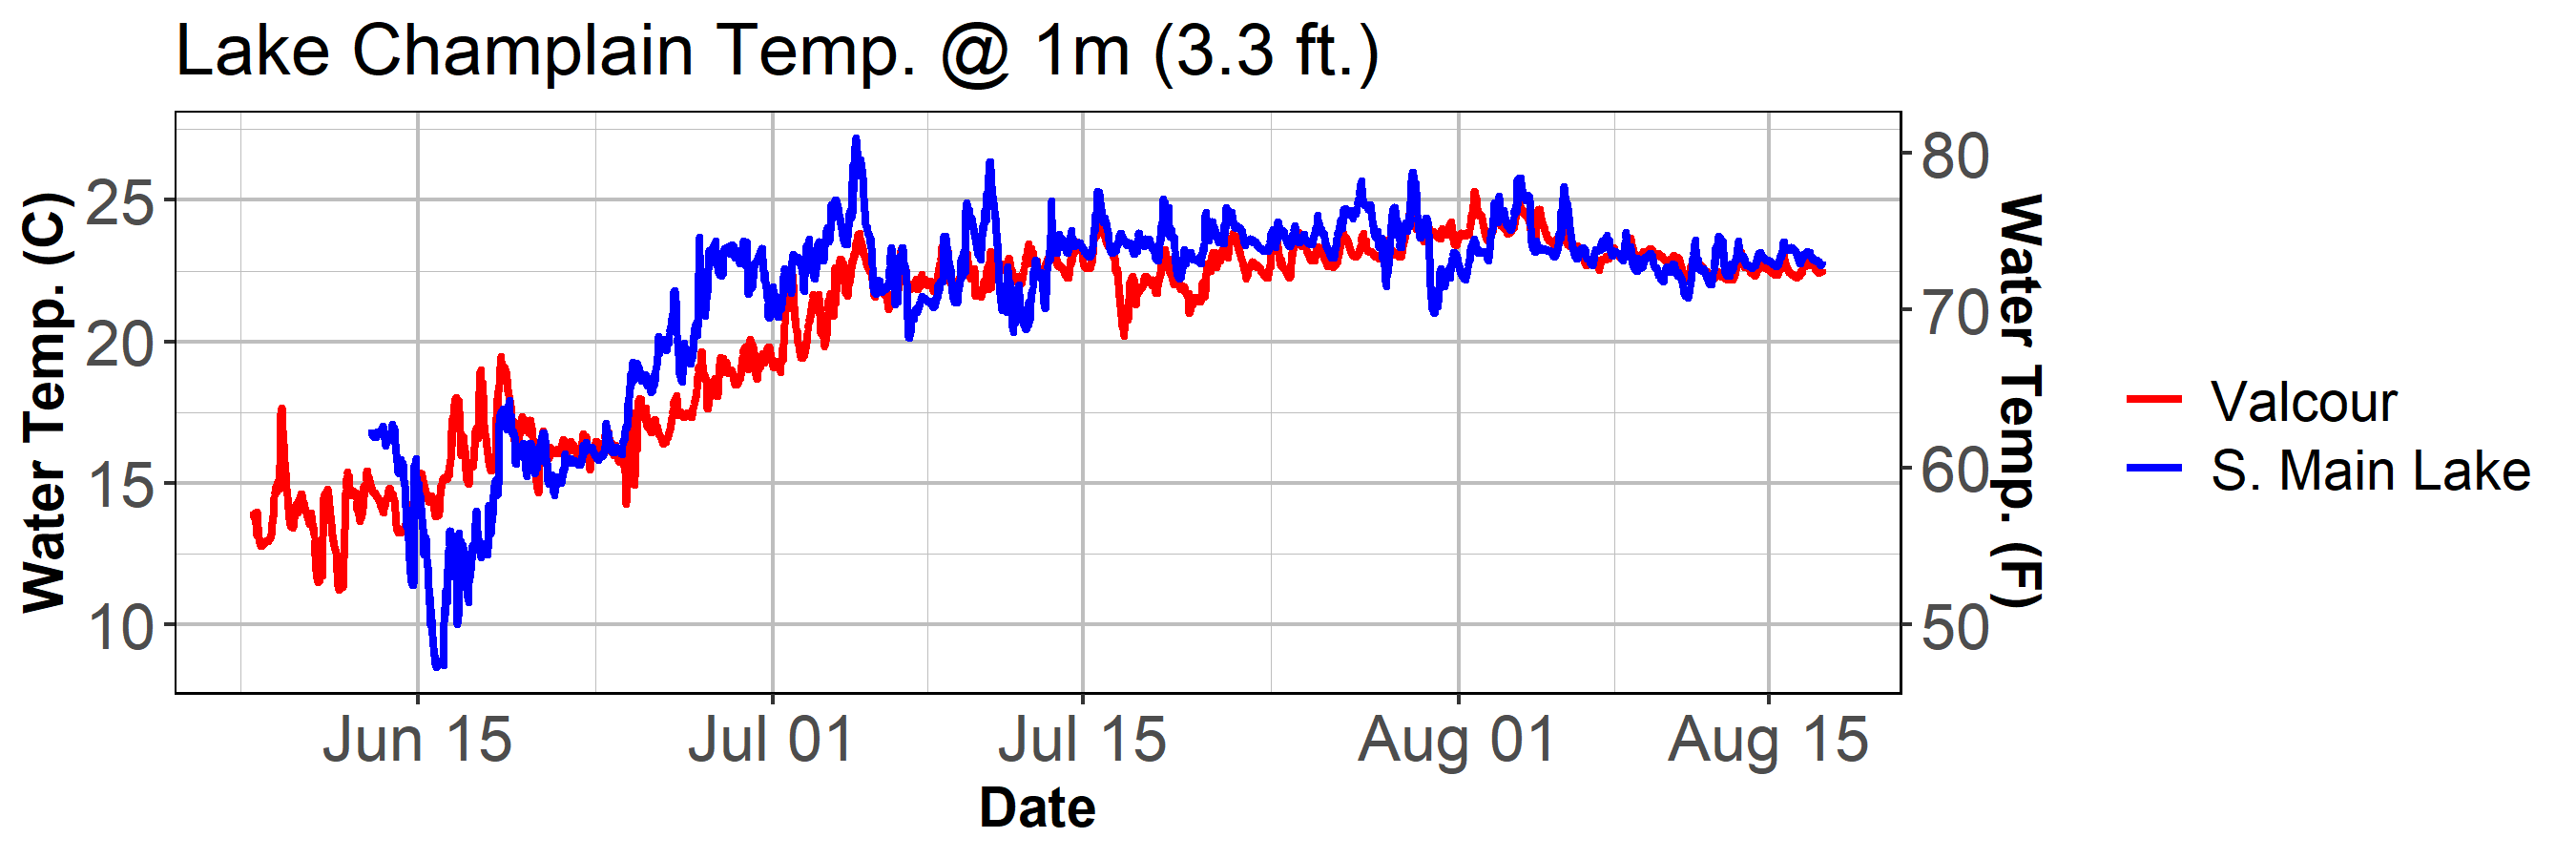 Lake Champlain Temp. @ 1m (3.3 ft.)
Water Temp. (C)
25
20
15
10
80
70
60
50
Water Temp. (F)
Jun 15
Jul 01
Jul 15
Aug 01
Aug 15
Date
Valcour
S. Main Lake